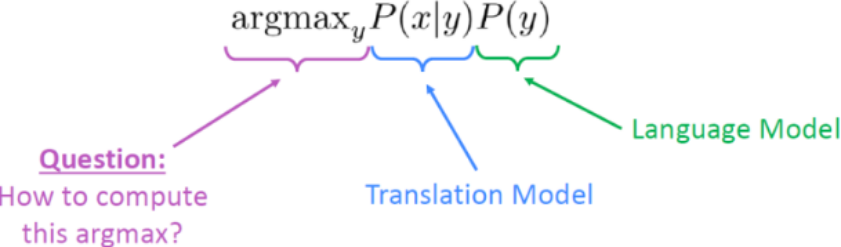 argmax_y P(x|y)P(y)
Language Model
Question:
Translation Model
How to compute
this argmax?